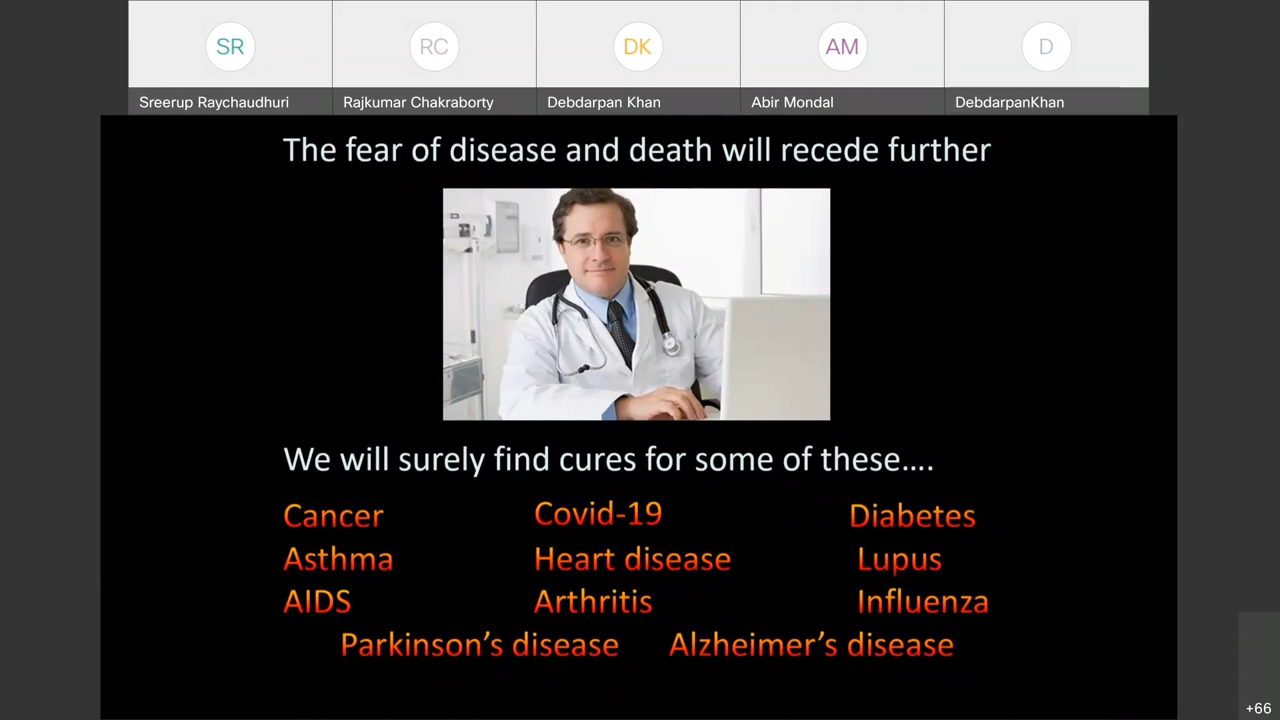 SR RC DK AM D
Sreerup Raychaudhuri Rajkumar Chakraborty Debdarpan Khan Abir Mondal DebdarpanKhan
The fear of disease and death will recede further
We will surely find cures for some of these....
Cancer Covid-19 Diabetes
Asthma Heart disease Lupus
AIDS Arthritis Influenza
Parkinson’s disease Alzheimer’s disease
+66